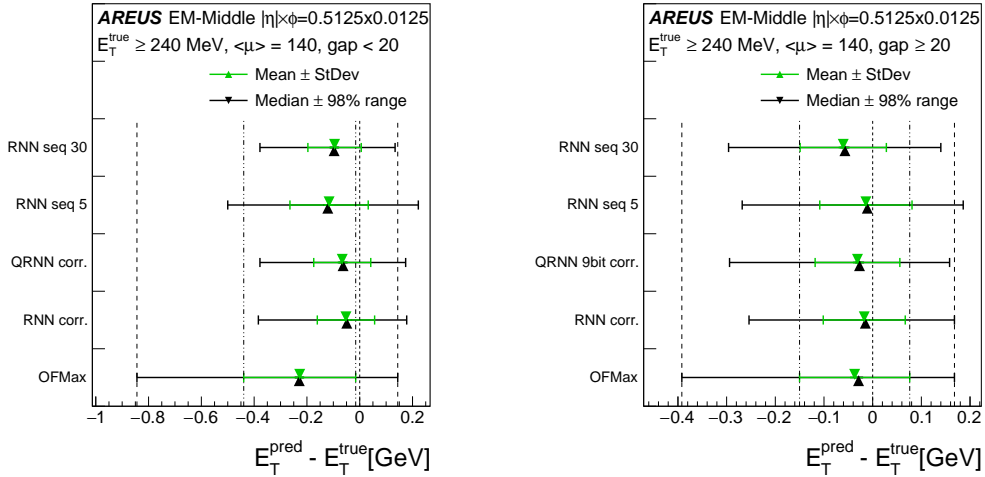 AREUS EM-Middle |η|×ϕ=0.5125x0.0125
E_T^true ≥ 240 MeV, <μ> = 140, gap < 20
Mean ± StDev
Median ± 98% range
RNN seq 30
RNN seq 5
QRNN corr.
RNN corr.
OFMax
−1 −0.8 −0.6 −0.4 −0.2 0 0.2
E_T^pred - E_T^true[GeV]
AREUS EM-Middle |η|×ϕ=0.5125x0.0125
E_T^true ≥ 240 MeV, <μ> = 140, gap ≥ 20
Mean ± StDev
Median ± 98% range
RNN seq 30
RNN seq 5
QRNN 9bit corr.
RNN corr.
OFMax
−0.4 −0.3 −0.2 −0.1 0 0.1 0.2
E_T^pred - E_T^true[GeV]